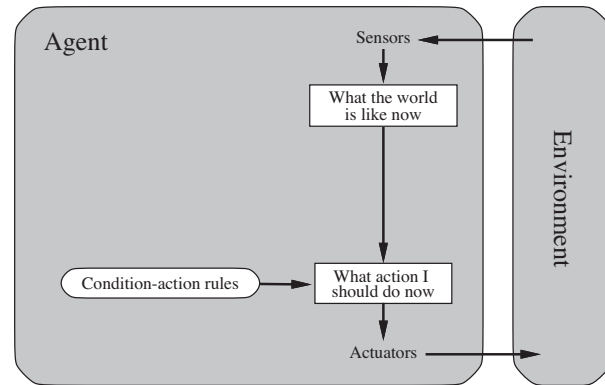 Agent
Sensors
What the world
is like now
Condition-action rules
What action I
should do now
Actuators
Environment